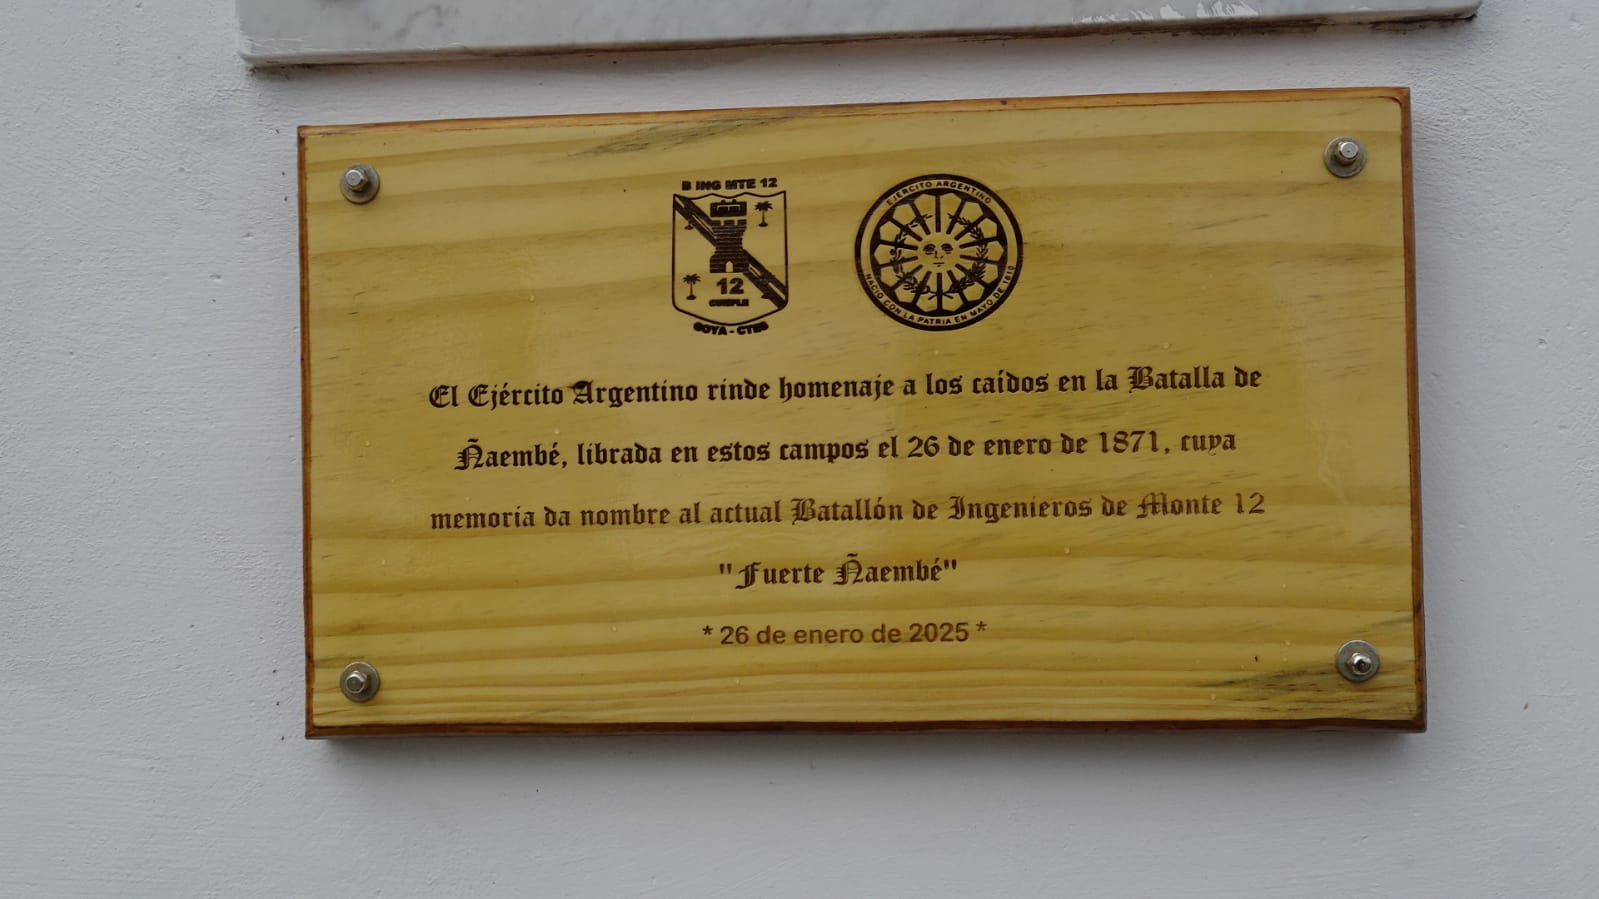 B ING MTE 12
12
CUMPLE
GOYA - CTES
EJERCITO ARGENTINO
NACIO CON LA PATRIA EN MAYO DE 1810
El Ejército Argentino rinde homenaje a los caídos en la Batalla de
Ñaembé, librada en estos campos el 26 de enero de 1871, cuya
memoria da nombre al actual Batallón de Ingenieros de Monte 12
"Fuerte Ñaembé"
* 26 de enero de 2025 *